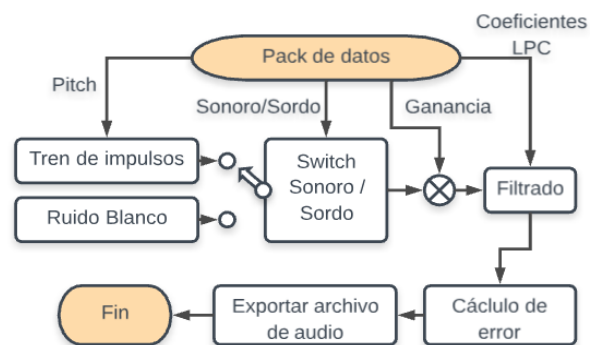 Coeficientes
LPC
Pack de datos
Pitch
Sonoro/Sordo
Ganancia
Tren de impulsos
Switch
Sonoro /
Sordo
Filtrado
Ruido Blanco
Fin
Exportar archivo
de audio
Cáclulo de
error